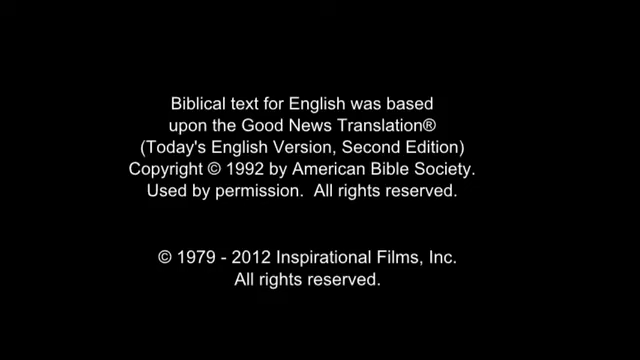 Biblical text for English was based
upon the Good News Translation®
(Today's English Version, Second Edition)
Copyright © 1992 by American Bible Society.
Used by permission.  All rights reserved.
© 1979 - 2012 Inspirational Films, Inc.
All rights reserved.